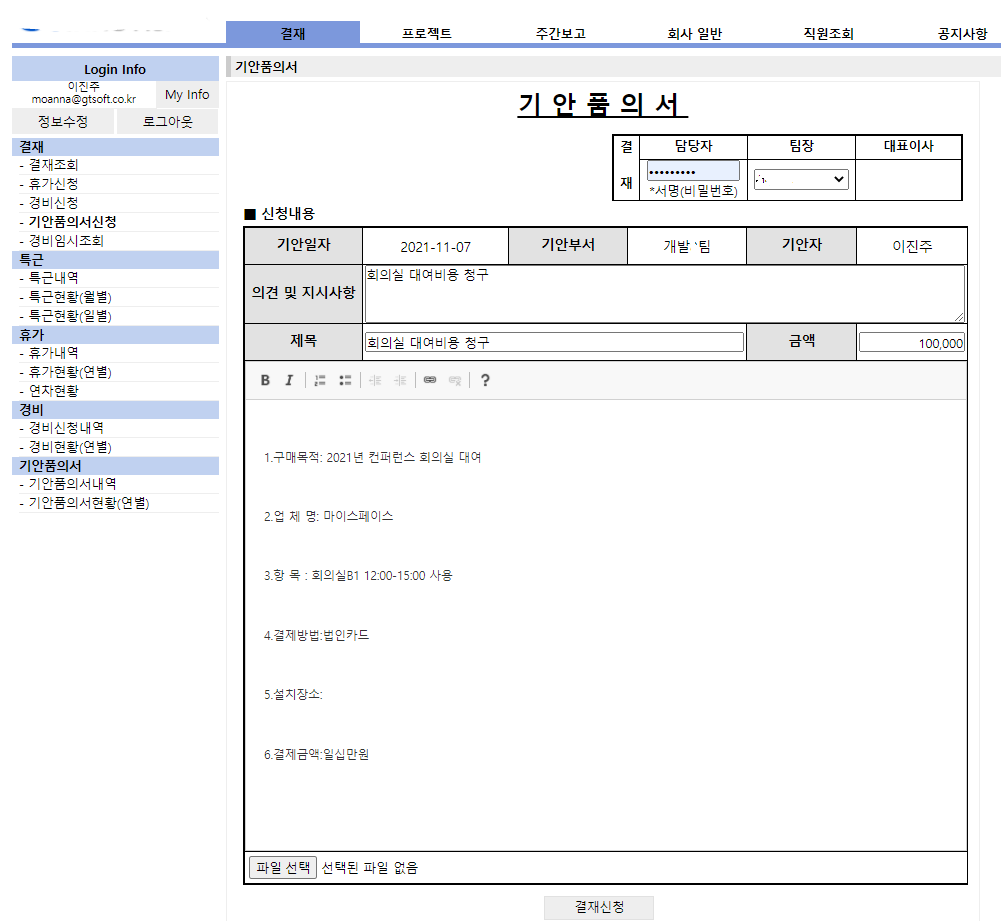 결재 프로젝트 주간보고 회사 일반 직원조회 공지사항
Login Info
이진주
moanna@gtsoft.co.kr
My Info
정보수정 로그아웃
결재
- 결재조회
- 휴가신청
- 경비신청
- 기안품의서신청
- 경비임시조회
특근
- 특근내역
- 특근현황(월별)
- 특근현황(일별)
휴가
- 휴가내역
- 휴가현황(연별)
- 연차현황
경비
- 경비신청내역
- 경비현황(연별)
기안품의서
- 기안품의서내역
- 기안품의서현황(연별)
기안품의서
기 안 품 의 서
결재 담당자 팀장 대표이사
•••••••••
*서명(비밀번호)
■ 신청내용
기안일자 2021-11-07 기안부서 개발 팀 기안자 이진주
의견 및 지시사항 회의실 대여비용 청구
제목 회의실 대여비용 청구 금액 100,000
B I ?
1.구매목적: 2021년 컨퍼런스 회의실 대여
2.업 체 명: 마이스페이스
3.항 목 : 회의실B1 12:00-15:00 사용
4.결제방법:법인카드
5.설치장소:
6.결제금액:일십만원
파일 선택 선택된 파일 없음
결재신청